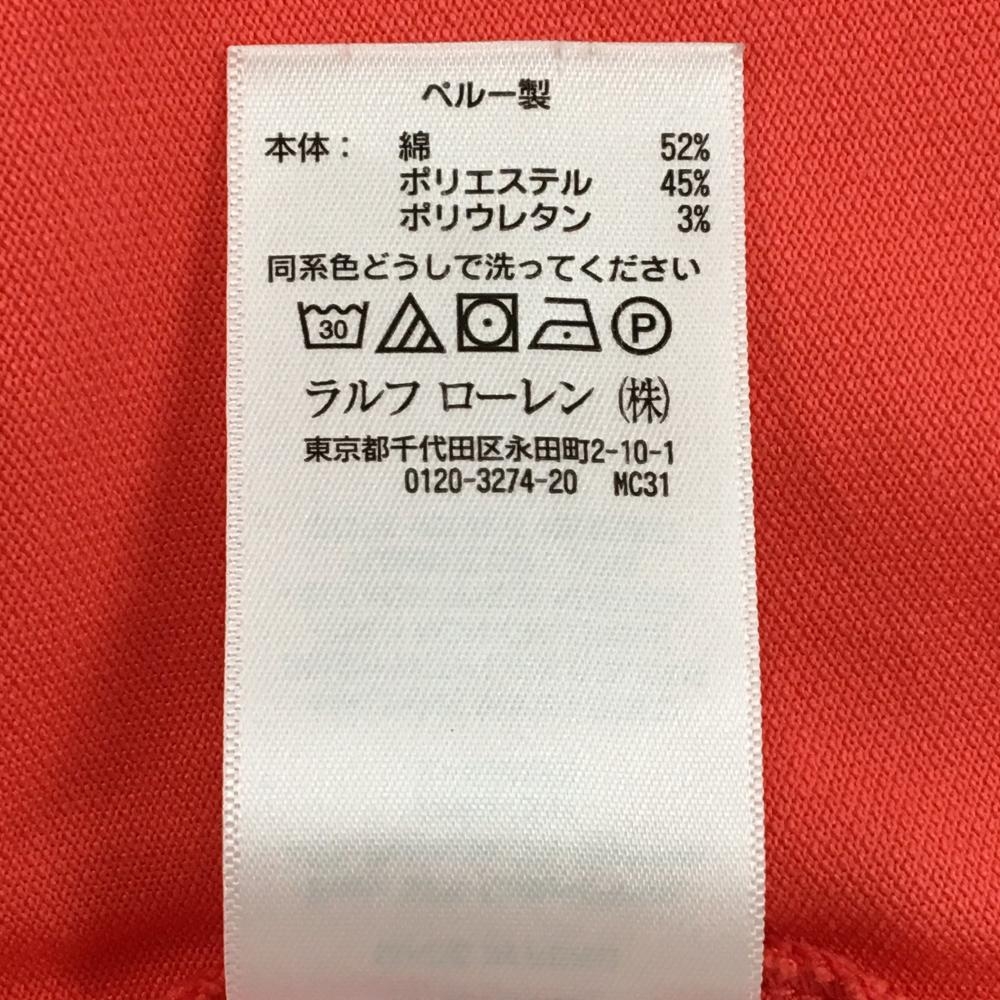 ペルー製
本体： 綿 52%
ポリエステル 45%
ポリウレタン 3%
同系色どうしで洗ってください
30 P
ラルフ ローレン ㈱
東京都千代田区永田町2-10-1
0120-3274-20 MC31